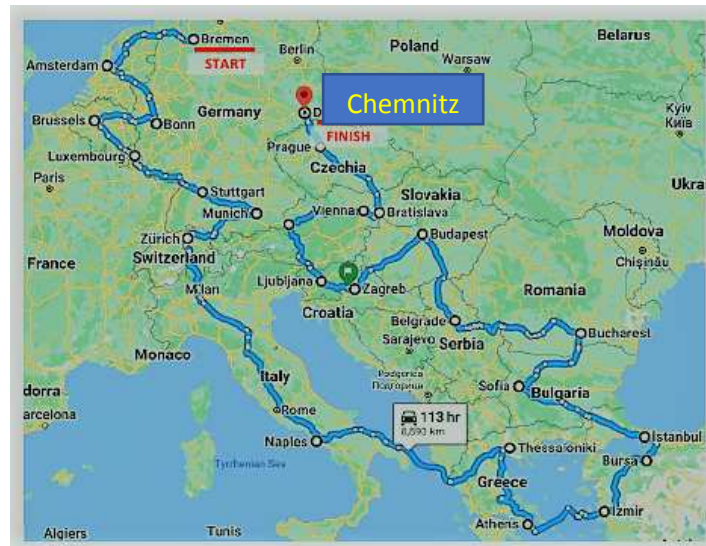 Bremen
START
Berlin
Poland
Belarus
Warsaw
Amsterdam
Chemnitz
Germany
D
FINISH
Brussels
Bonn
Prague
Kyiv
Київ
Luxembourg
Czechia
Paris
Stuttgart
Slovakia
Ukra
Munich
Vienna
Bratislava
Zürich
Budapest
Moldova
Switzerland
Chișinău
France
Milan
Ljubljana
Zagreb
Romania
Croatia
Belgrade
Bucharest
Sarajevo
Serbia
Monaco
Italy
Podgorica
Подгорица
Sofia
Bulgaria
dorra
arcelona
Rome
113 hr
Naples
Thessaloniki
Istanbul
Tyrrhenian Sea
Bursa
Greece
Athens
Izmir
Algiers
Tunis